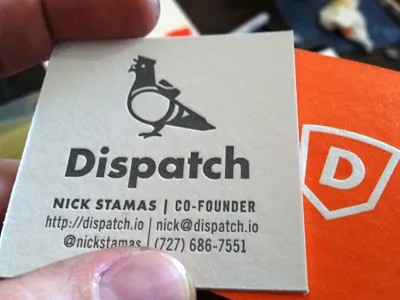 Dispatch
NICK STAMAS | CO-FOUNDER
http://dispatch.io | nick@dispatch.io
@nickstamas | (727) 686-7551
D